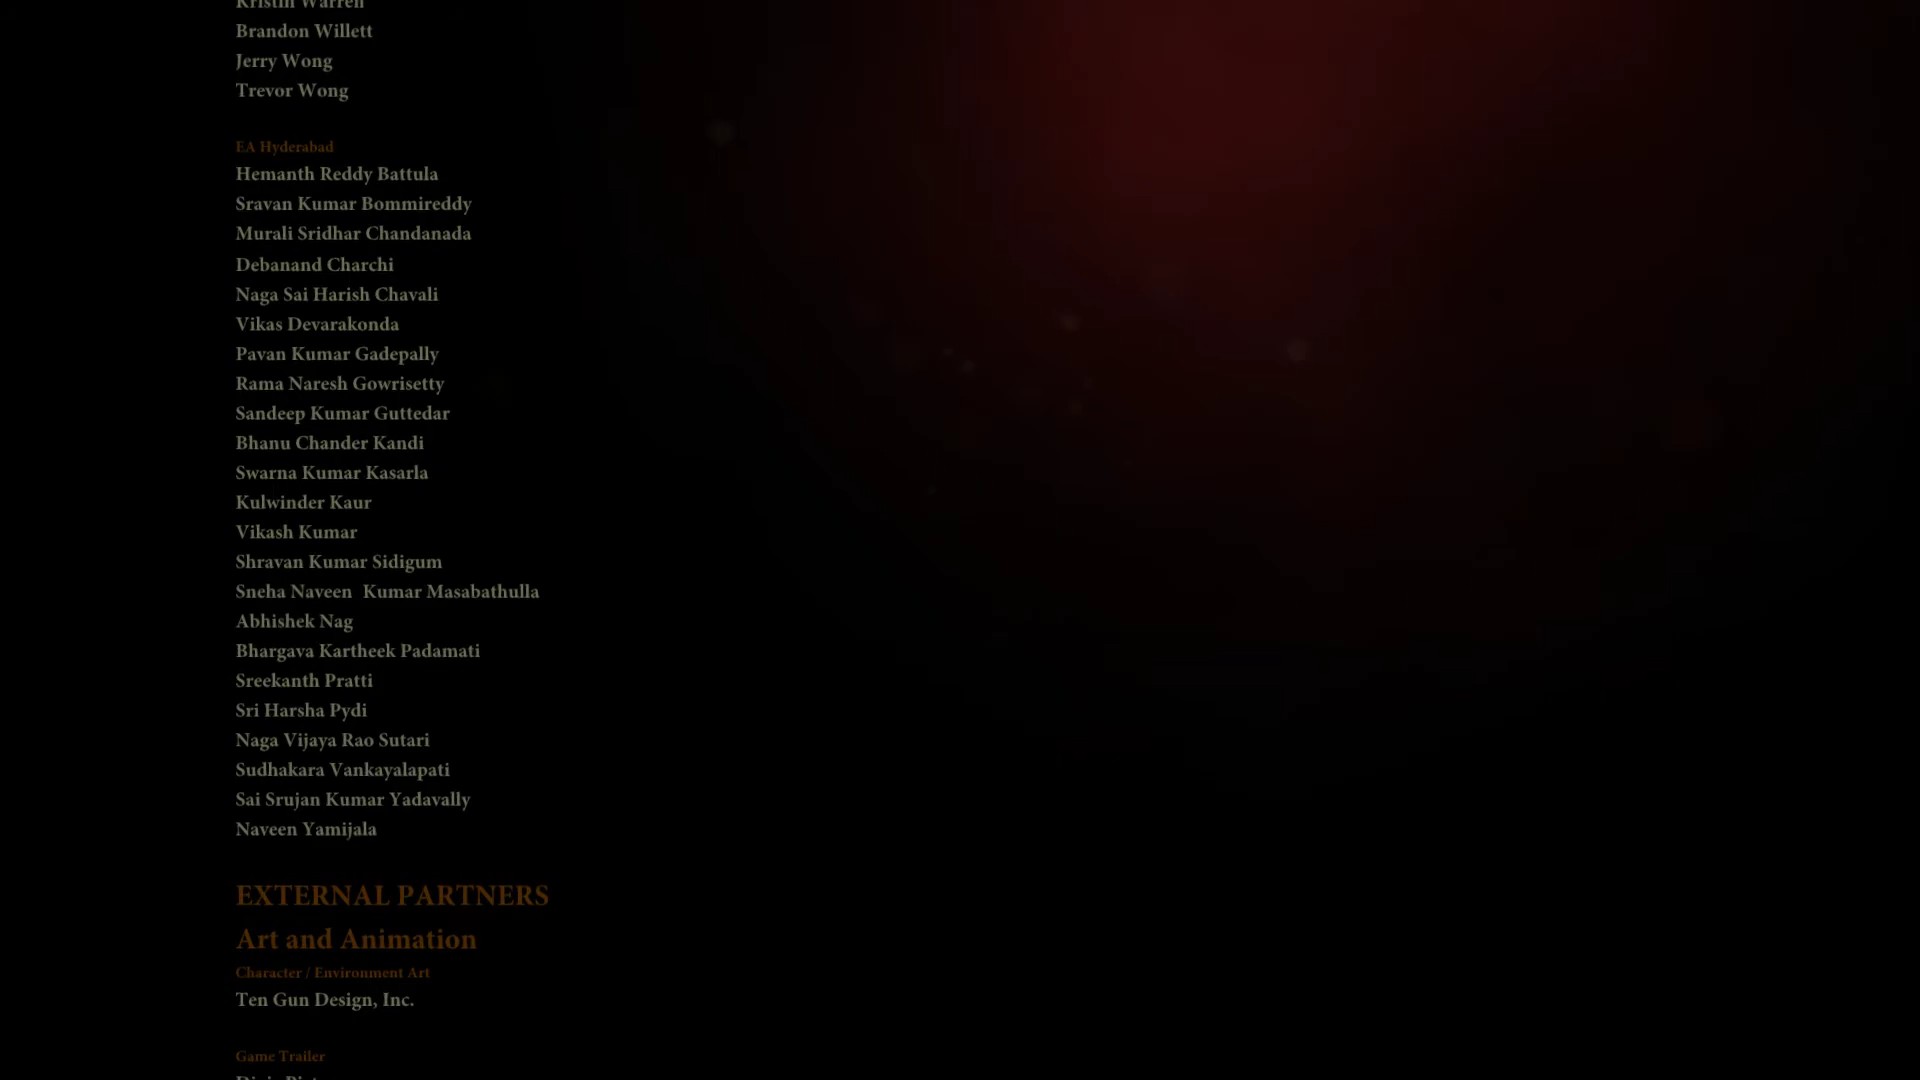 Kristin Warren
Brandon Willett
Jerry Wong
Trevor Wong
EA Hyderabad
Hemanth Reddy Battula
Sravan Kumar Bommireddy
Murali Sridhar Chandanada
Debanand Charchi
Naga Sai Harish Chavali
Vikas Devarakonda
Pavan Kumar Gadepally
Rama Naresh Gowrisetty
Sandeep Kumar Guttedar
Bhanu Chander Kandi
Swarna Kumar Kasarla
Kulwinder Kaur
Vikash Kumar
Shravan Kumar Sidigum
Sneha Naveen  Kumar Masabathulla
Abhishek Nag
Bhargava Kartheek Padamati
Sreekanth Pratti
Sri Harsha Pydi
Naga Vijaya Rao Sutari
Sudhakara Vankayalapati
Sai Srujan Kumar Yadavally
Naveen Yamijala
EXTERNAL PARTNERS
Art and Animation
Character / Environment Art
Ten Gun Design, Inc.
Game Trailer